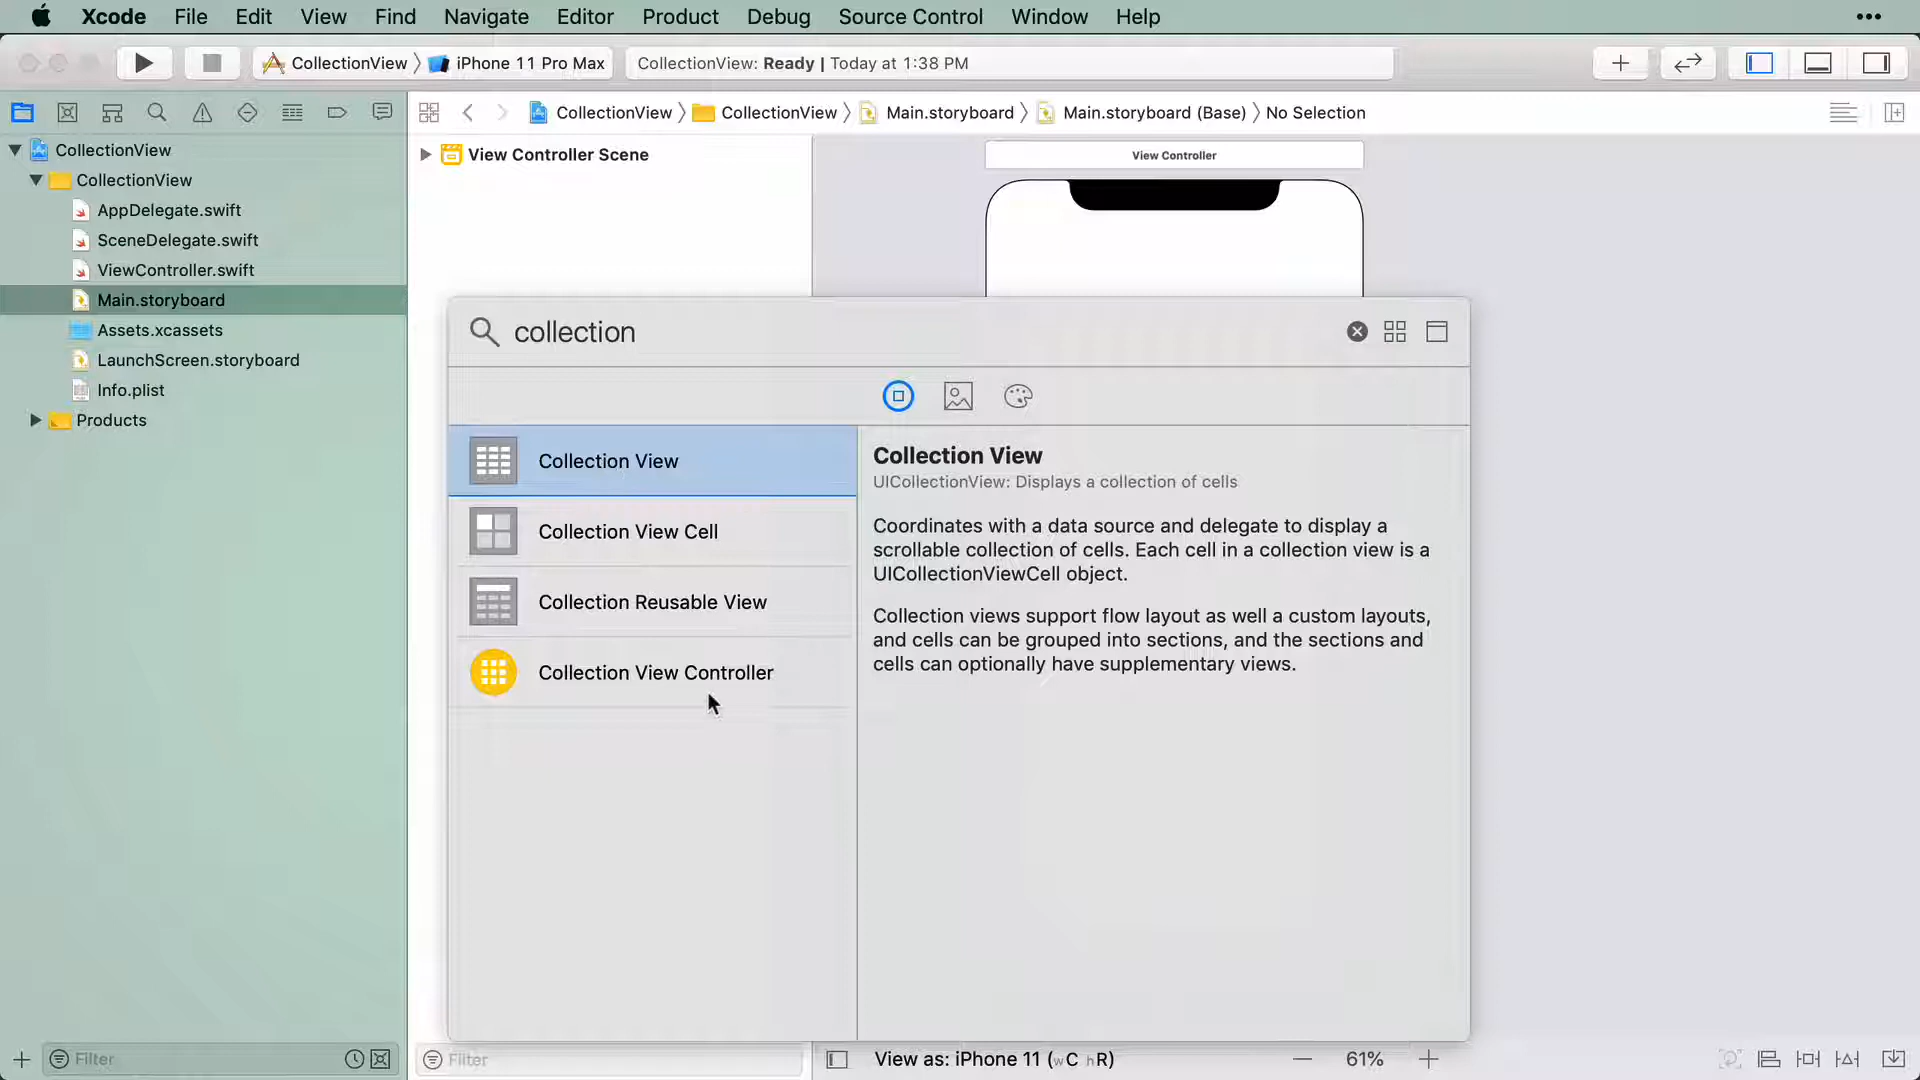 Xcode File Edit View Find Navigate Editor Product Debug Source Control Window Help
CollectionView iPhone 11 Pro Max CollectionView: Ready | Today at 1:38 PM
CollectionView CollectionView Main.storyboard Main.storyboard (Base) No Selection
CollectionView
CollectionView
AppDelegate.swift
SceneDelegate.swift
ViewController.swift
Main.storyboard
Assets.xcassets
LaunchScreen.storyboard
Info.plist
Products
View Controller Scene
View Controller
collection
Collection View
Collection View Cell
Collection Reusable View
Collection View Controller
Collection View
UICollectionView: Displays a collection of cells
Coordinates with a data source and delegate to display a
scrollable collection of cells. Each cell in a collection view is a
UICollectionViewCell object.
Collection views support flow layout as well a custom layouts,
and cells can be grouped into sections, and the sections and
cells can optionally have supplementary views.
Filter
Filter
View as: iPhone 11 (wC hR)
61%